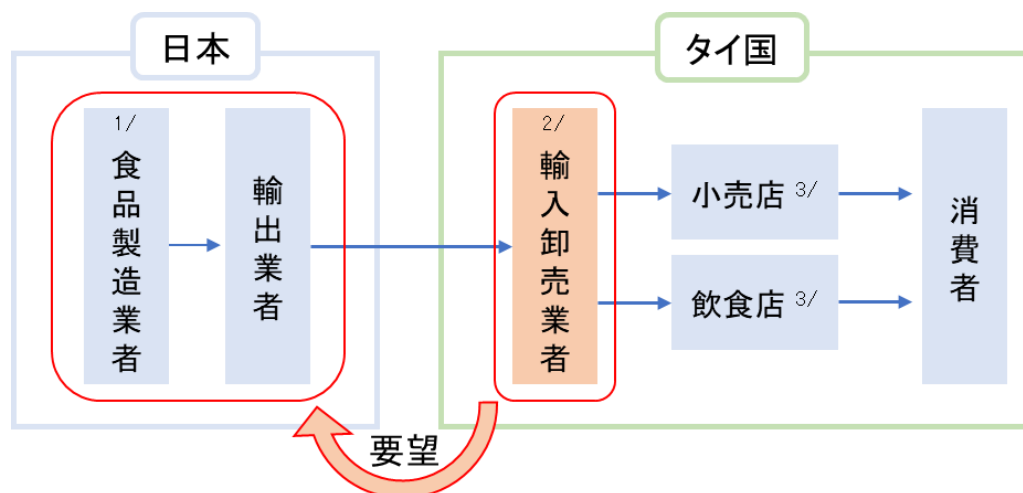 日本
タイ国
1/
食品製造業者
輸出業者
2/
輸入卸売業者
小売店 3/
飲食店 3/
消費者
要望